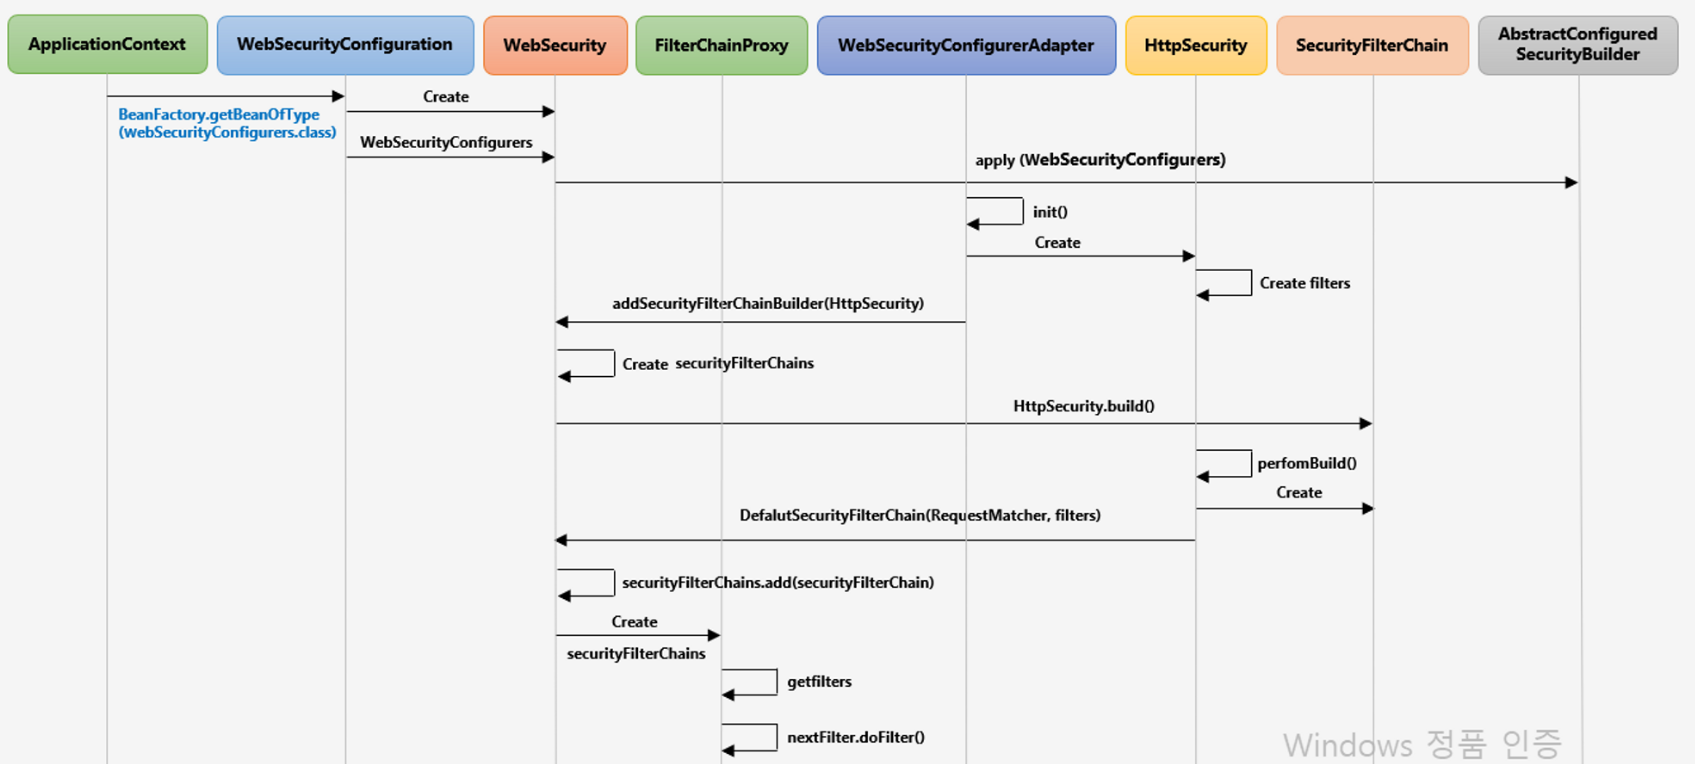 ApplicationContext
WebSecurityConfiguration
WebSecurity
FilterChainProxy
WebSecurityConfigurerAdapter
HttpSecurity
SecurityFilterChain
AbstractConfigured
SecurityBuilder
Create
BeanFactory.getBeanOfType
(webSecurityConfigurers.class)
WebSecurityConfigurers
apply (WebSecurityConfigurers)
init()
Create
Create filters
addSecurityFilterChainBuilder(HttpSecurity)
Create securityFilterChains
HttpSecurity.build()
perfomBuild()
Create
DefalutSecurityFilterChain(RequestMatcher, filters)
securityFilterChains.add(securityFilterChain)
Create
securityFilterChains
getfilters
nextFilter.doFilter()
Windows 정품 인증